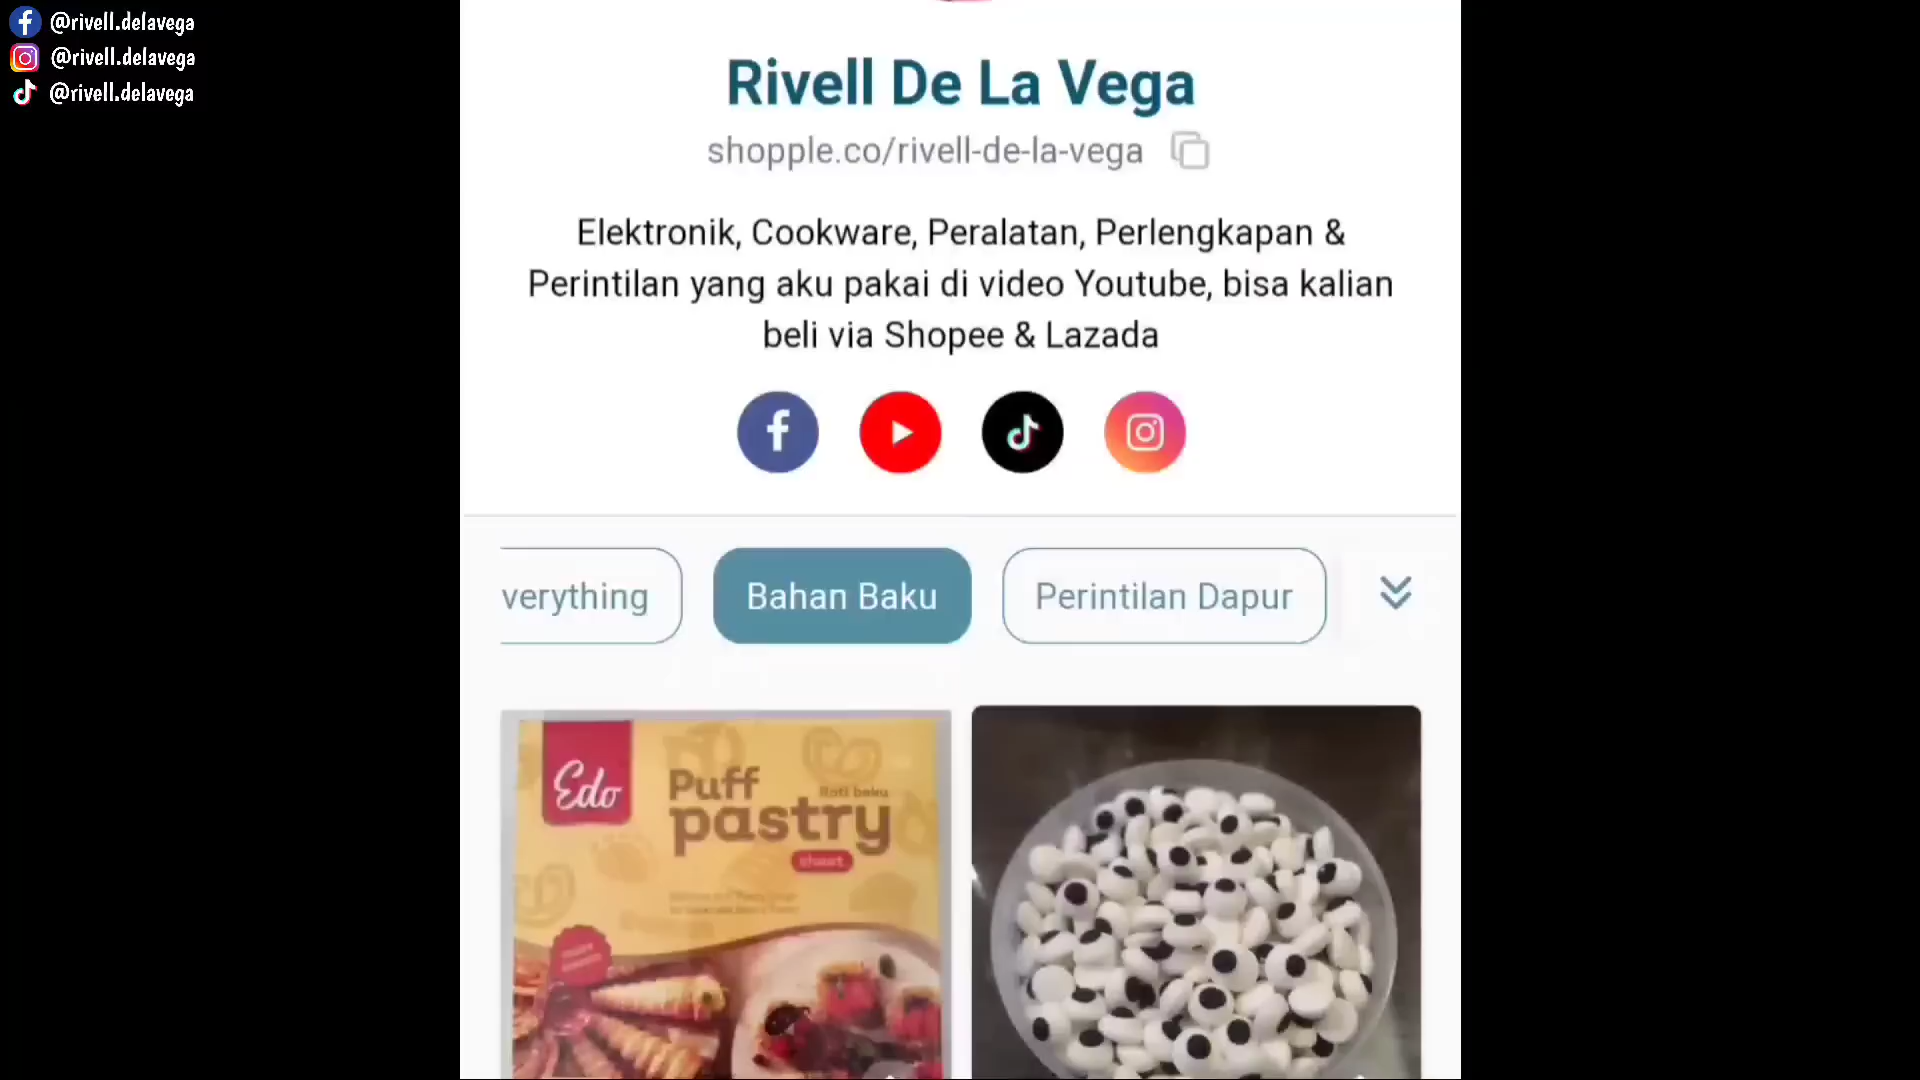 @rivell.delavega
@rivell.delavega
@rivell.delavega
Rivell De La Vega
shopple.co/rivell-de-la-vega
Elektronik, Cookware, Peralatan, Perlengkapan &
Perintilan yang aku pakai di video Youtube, bisa kalian
beli via Shopee & Lazada
verything
Bahan Baku
Perintilan Dapur
Edo
Puff
Roti baku
pastry
sheet